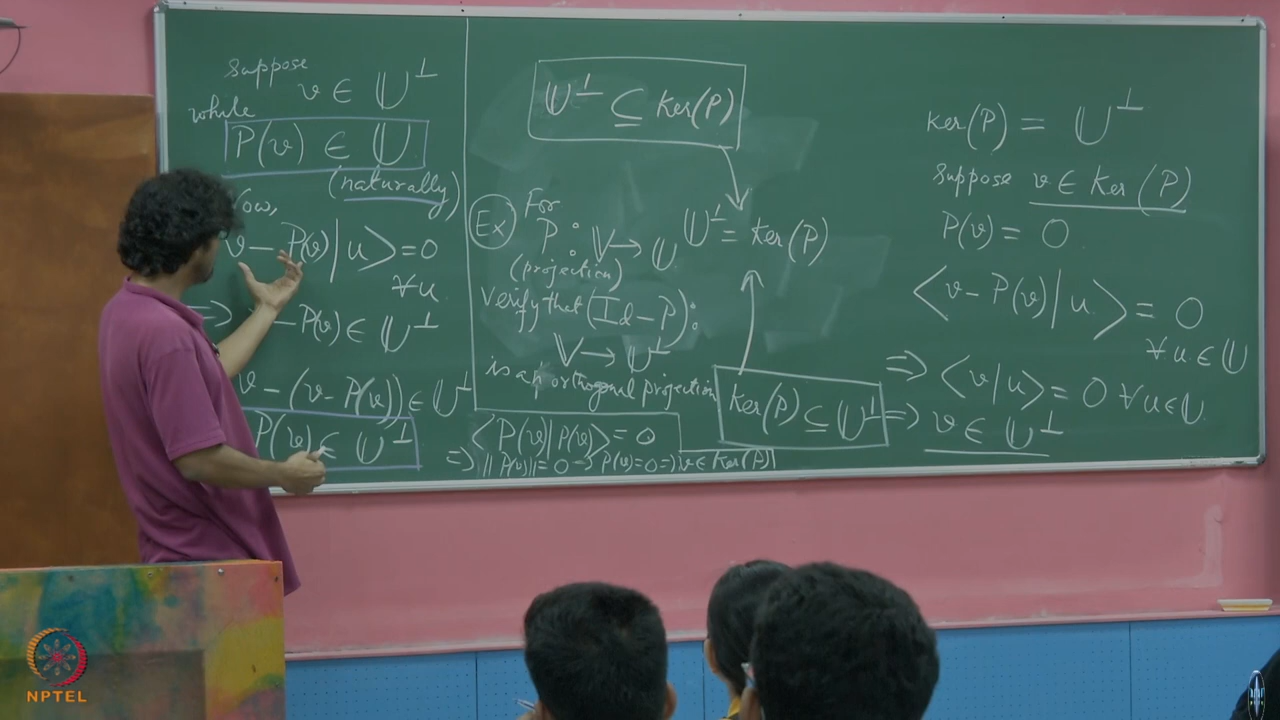 Suppose
v ∈ U^⊥
while
P(v) ∈ U
(naturally)
Now,
v − P(v) | u > = 0
∀u
⇒ − P(v) ∈ U^⊥
v − (v − P(v)) ∈ U^⊥
P(v) ∈ U^⊥
U^⊥ ⊆ Ker(P)
Ex For
P : V → U
(projection)
verify that (Id − P):
V → U^⊥
is an orthogonal projection
U^⊥ = Ker(P)
Ker(P) ⊆ U^⊥
< P(v) | P(v) > = 0
⇒ ||P(v)|| = 0 → P(v) = 0 ⇒ v ∈ Ker(P)
Ker(P) = U^⊥
Suppose v ∈ Ker(P)
P(v) = 0
< v − P(v) | u > = 0
∀u ∈ U
⇒ < v | u > = 0 ∀u ∈ U
⇒ v ∈ U^⊥
NPTEL